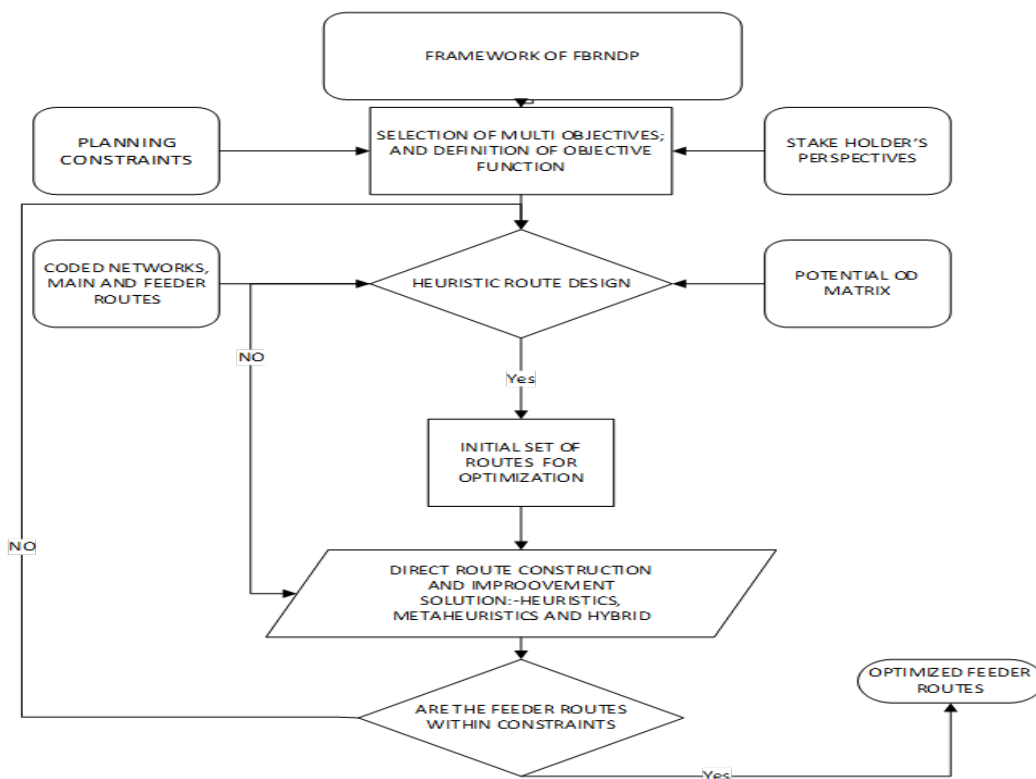 FRAMEWORK OF FBRNDP
PLANNING
CONSTRAINTS
SELECTION OF MULTI OBJECTIVES;
AND DEFINITION OF OBJECTIVE
FUNCTION
STAKE HOLDER'S
PERSPECTIVES
CODED NETWORKS,
MAIN AND FEEDER
ROUTES
HEURISTIC ROUTE DESIGN
POTENTIAL OD
MATRIX
NO
Yes
INITIAL SET OF
ROUTES FOR
OPTIMIZATION
NO
DIRECT ROUTE CONSTRUCTION
AND IMPROOVEMENT
SOLUTION:-HEURISTICS,
METAHEURISTICS AND HYBRID
OPTIMIZED FEEDER
ROUTES
ARE THE FEEDER ROUTES
WITHIN CONSTRAINTS
Yes